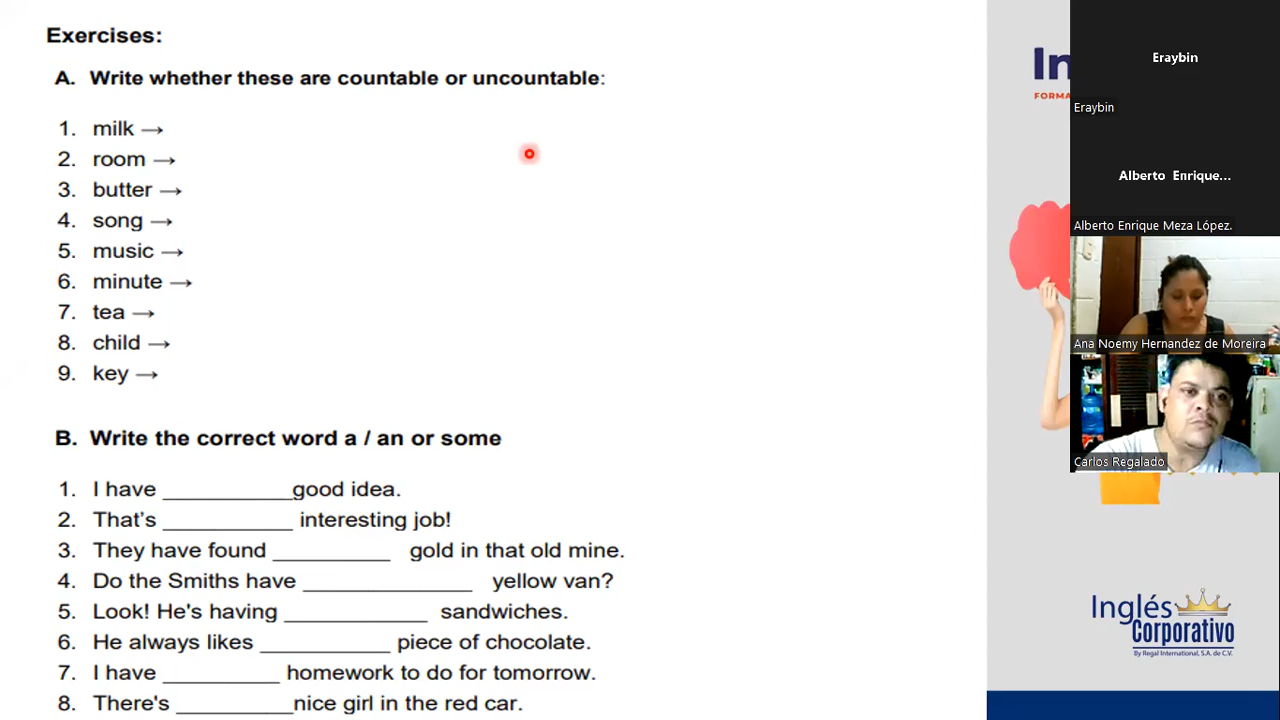 Exercises:
A. Write whether these are countable or uncountable:
1. milk →
2. room →
3. butter →
4. song →
5. music →
6. minute →
7. tea →
8. child →
9. key →
B. Write the correct word a / an or some
1. I have ___________good idea.
2. That's ___________ interesting job!
3. They have found __________ gold in that old mine.
4. Do the Smiths have ______________ yellow van?
5. Look! He's having ____________ sandwiches.
6. He always likes ___________ piece of chocolate.
7. I have __________ homework to do for tomorrow.
8. There's __________nice girl in the red car.
In
FORMA
Eraybin
Eraybin
Alberto Enrique...
Alberto Enrique Meza López.
Ana Noemy Hernandez de Moreira
Carlos Regalado
Inglés
Corporativo
By Regal International, S.A. de C.V.